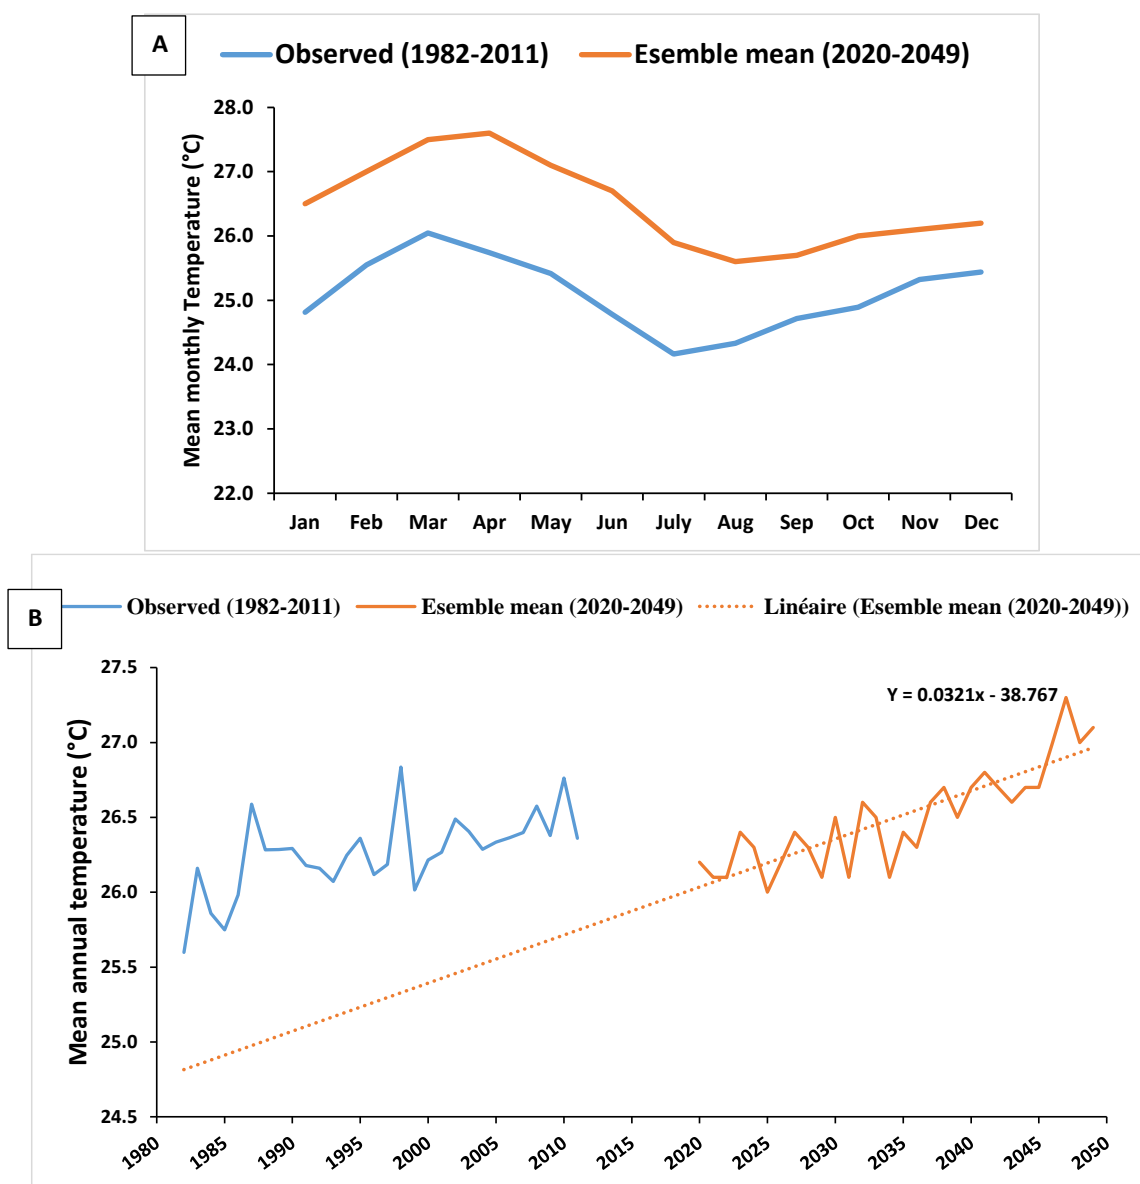 A
Observed (1982-2011) Esemble mean (2020-2049)
Mean monthly Temperature (°C)
28.0
27.0
26.0
25.0
24.0
23.0
22.0
Jan Feb Mar Apr May Jun July Aug Sep Oct Nov Dec
B
Observed (1982-2011) Esemble mean (2020-2049) Linéaire (Esemble mean (2020-2049))
Mean annual temperature (°C)
27.5
Y = 0.0321x - 38.767
27.0
26.5
26.0
25.5
25.0
24.5
1980 1985 1990 1995 2000 2005 2010 2015 2020 2025 2030 2035 2040 2045 2050